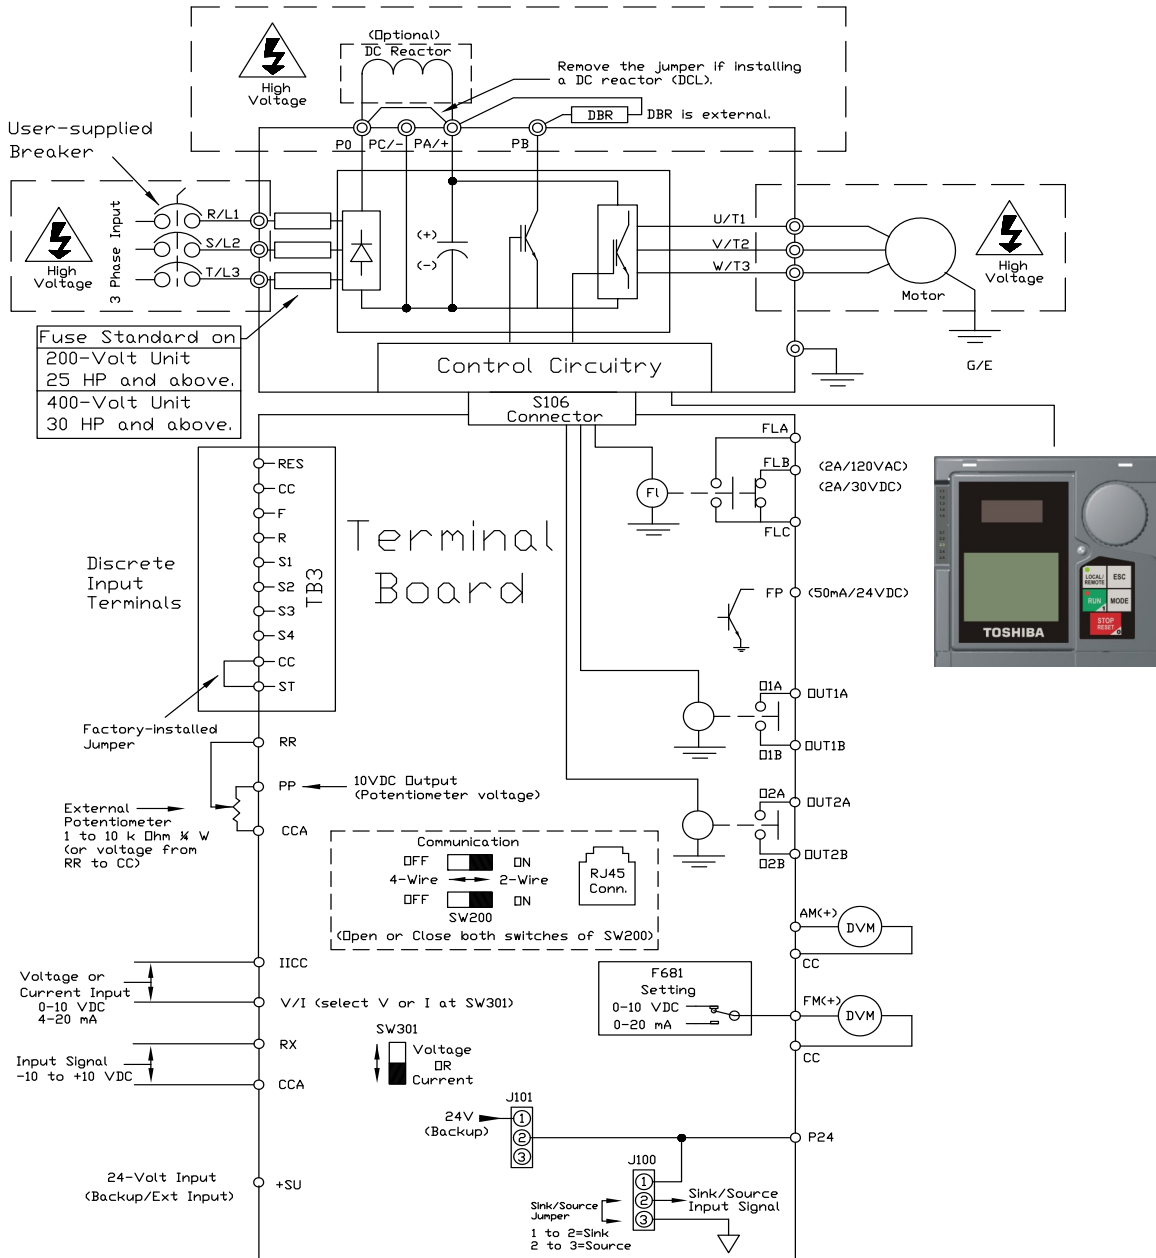 (Optional)
DC Reactor
High
Voltage
Remove the jumper if installing
a DC reactor (DCL).
DBR
DBR is external.
P0
PC/-
PA/+
PB
User-supplied
Breaker
High
Voltage
3 Phase Input
R/L1
S/L2
T/L3
(+)
(-)
U/T1
V/T2
W/T3
Motor
High
Voltage
G/E
Fuse Standard on
200-Volt Unit
25 HP and above.
400-Volt Unit
30 HP and above.
Control Circuitry
S106
Connector
Discrete
Input
Terminals
RES
CC
F
R
S1
S2
S3
S4
CC
ST
TB3
Terminal
Board
Factory-Installed
Jumper
Fl
FLA
FLB
FLC
(2A/120VAC)
(2A/30VDC)
FP
(50mA/24VDC)
LOCAL/
REMOTE
ESC
RUN
MODE
STOP
RESET
TOSHIBA
O1A
OUT1A
O1B
OUT1B
O2A
OUT2A
O2B
OUT2B
RR
PP
10VDC Output
(Potentiometer voltage)
CCA
External
Potentiometer
1 to 10 k Ohm ¼ W
(or voltage from
RR to CC)
Communication
OFF
ON
4-Wire
2-Wire
OFF
ON
SW200
(Open or Close both switches of SW200)
RJ45
Conn.
AM(+)
DVM
CC
F681
Setting
0-10 VDC
0-20 mA
FM(+)
DVM
CC
IICC
Voltage or
Current Input
0-10 VDC
4-20 mA
V/I (select V or I at SW301)
SW301
Voltage
OR
Current
RX
Input Signal
-10 to +10 VDC
CCA
J101
24V
(Backup)
1
2
3
P24
24-Volt Input
(Backup/Ext Input)
+SU
J100
1
2
3
Sink/Source
Input Signal
Sink/Source
Jumper
1 to 2=Sink
2 to 3=Source